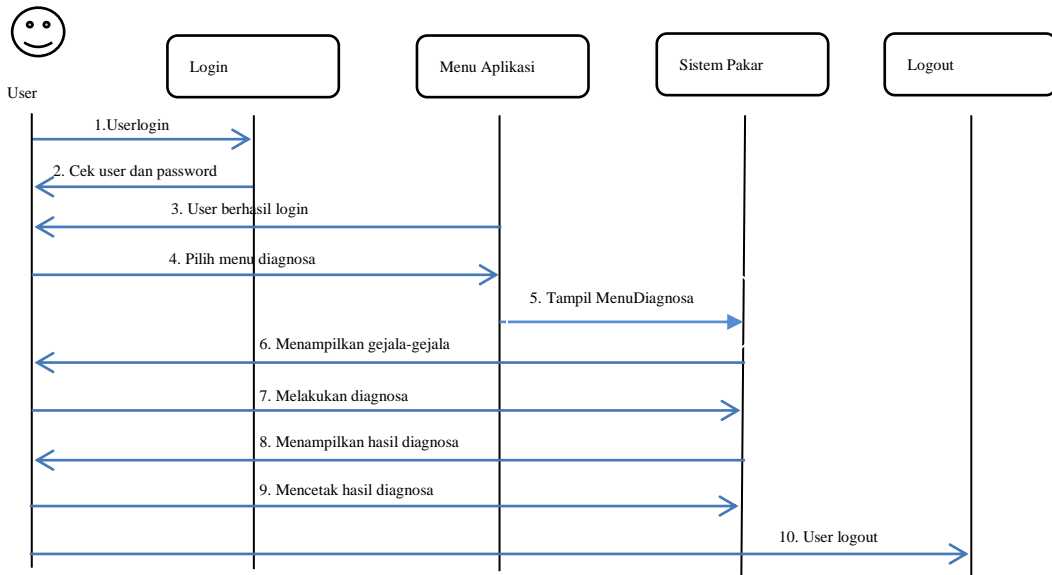 Login
Menu Aplikasi
Sistem Pakar
Logout
User
1.Userlogin
2. Cek user dan password
3. User berhasil login
4. Pilih menu diagnosa
5. Tampil MenuDiagnosa
6. Menampilkan gejala-gejala
7. Melakukan diagnosa
8. Menampilkan hasil diagnosa
9. Mencetak hasil diagnosa
10. User logout